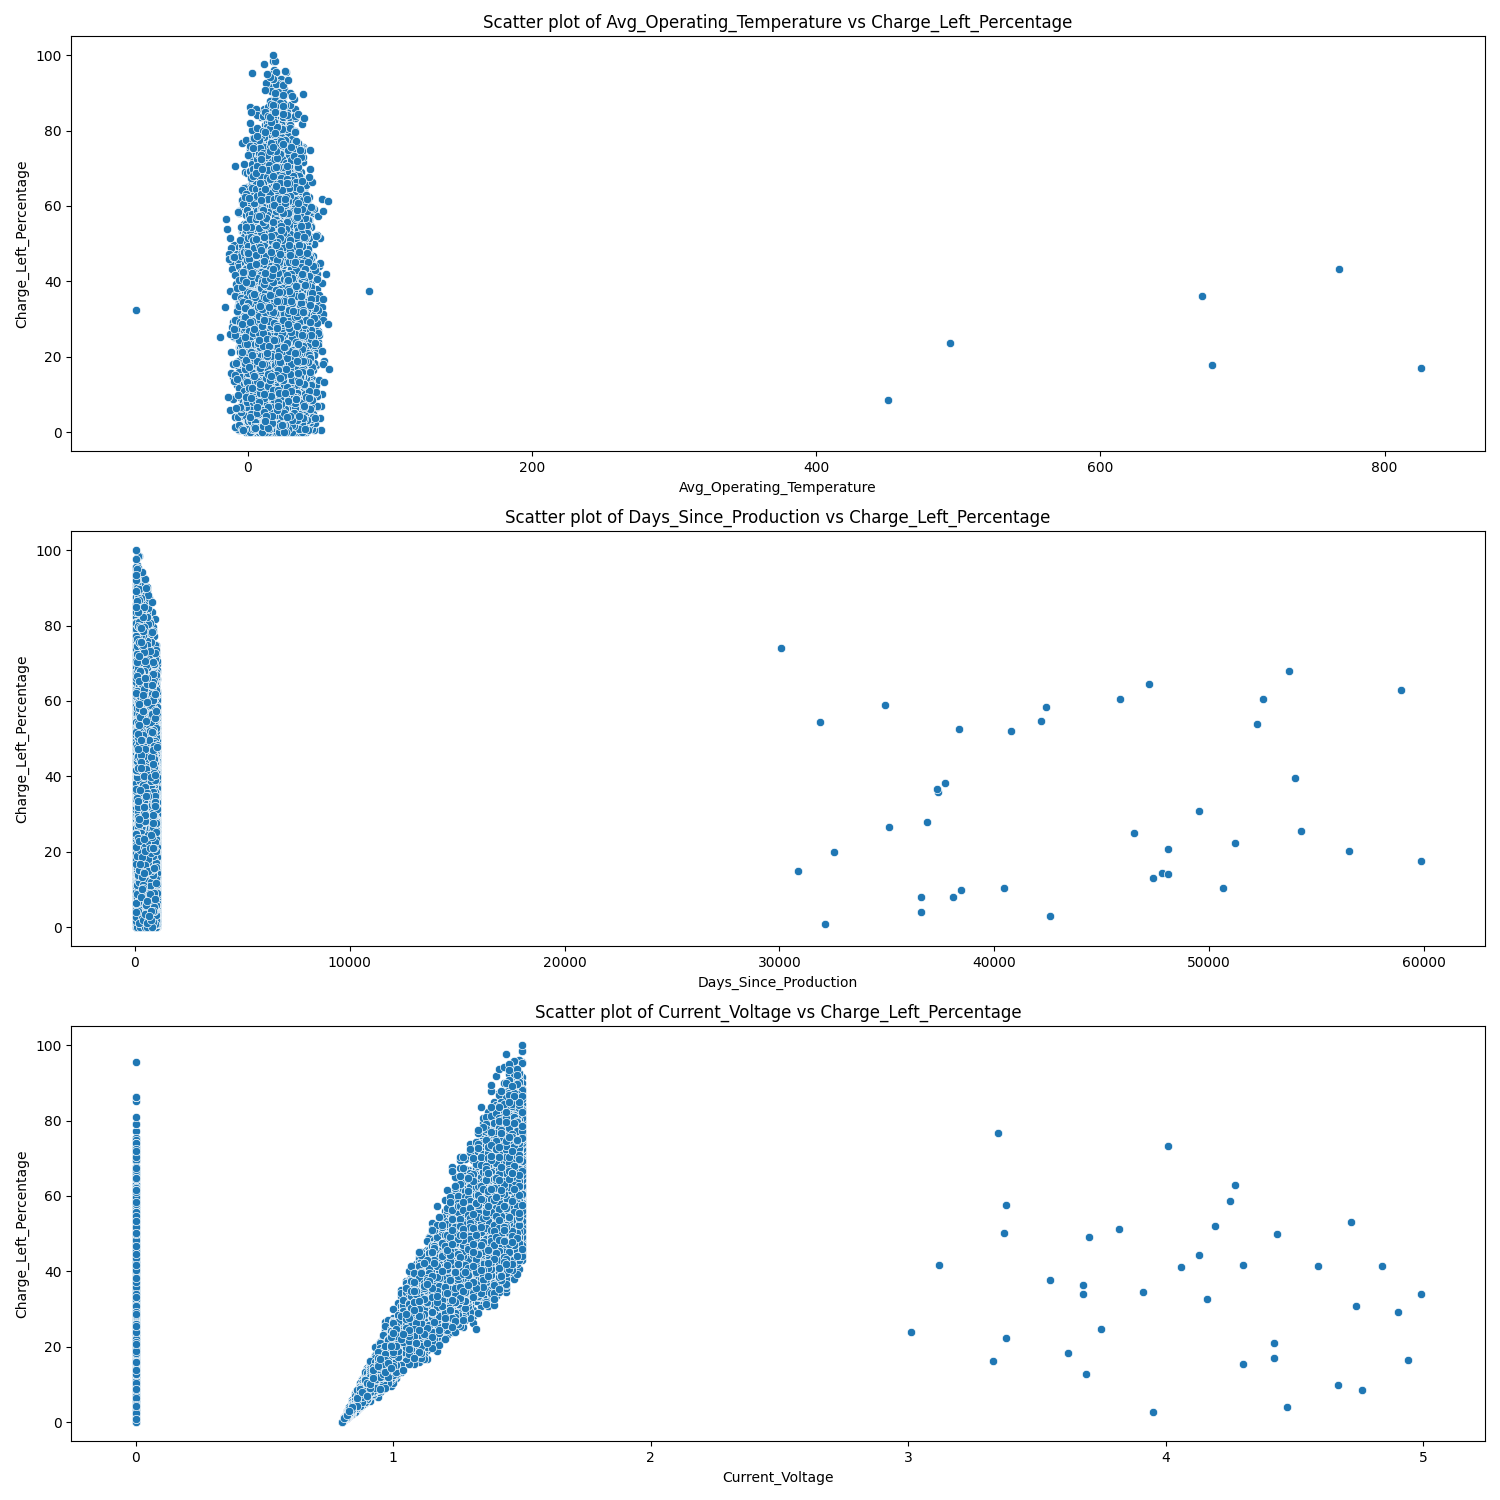 Scatter plot of Avg_Operating_Temperature vs Charge_Left_Percentage
Charge_Left_Percentage
100
80
60
40
20
0
0 200 400 600 800
Avg_Operating_Temperature
Scatter plot of Days_Since_Production vs Charge_Left_Percentage
Charge_Left_Percentage
100
80
60
40
20
0
0 10000 20000 30000 40000 50000 60000
Days_Since_Production
Scatter plot of Current_Voltage vs Charge_Left_Percentage
Charge_Left_Percentage
100
80
60
40
20
0
0 1 2 3 4 5
Current_Voltage